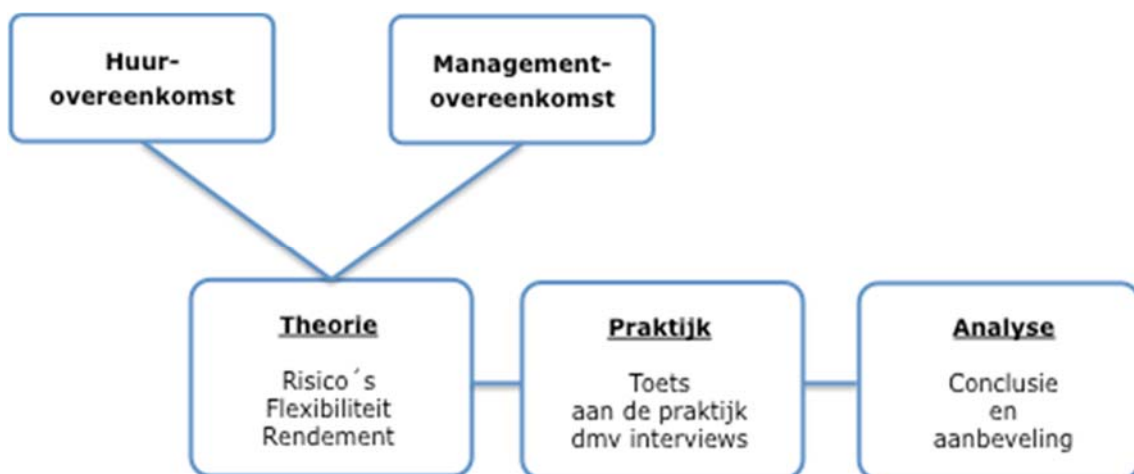 Huur-
overeenkomst
Management-
overeenkomst
Theorie
Risico´s
Flexibiliteit
Rendement
Praktijk
Toets
aan de praktijk
dmv interviews
Analyse
Conclusie
en
aanbeveling